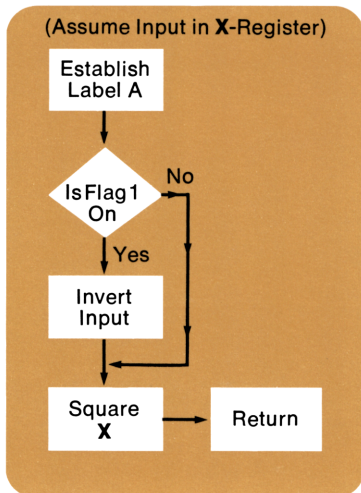 (Assume Input in X-Register)
Establish
Label A
Is Flag 1
On
No
Yes
Invert
Input
Square
X
Return